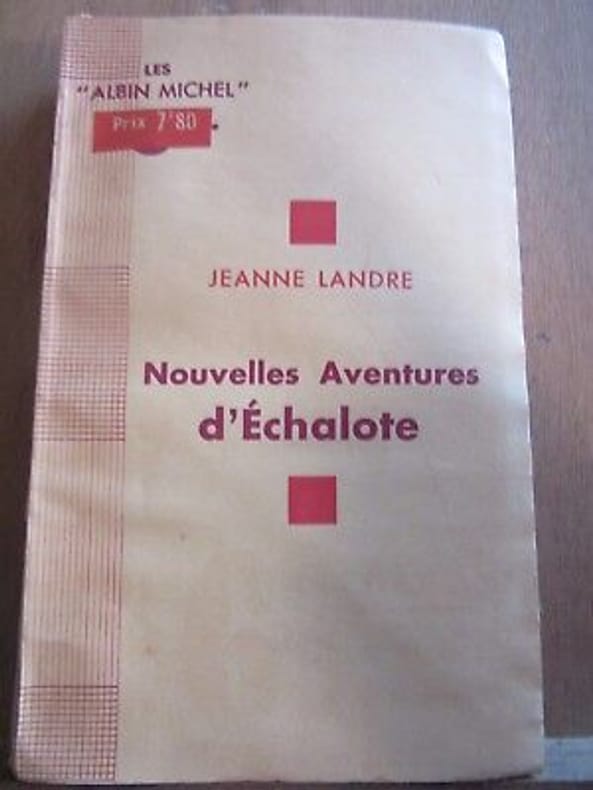 LES
"ALBIN MICHEL"
Prix 7'80
JEANNE LANDRE
Nouvelles Aventures
d'Échalote